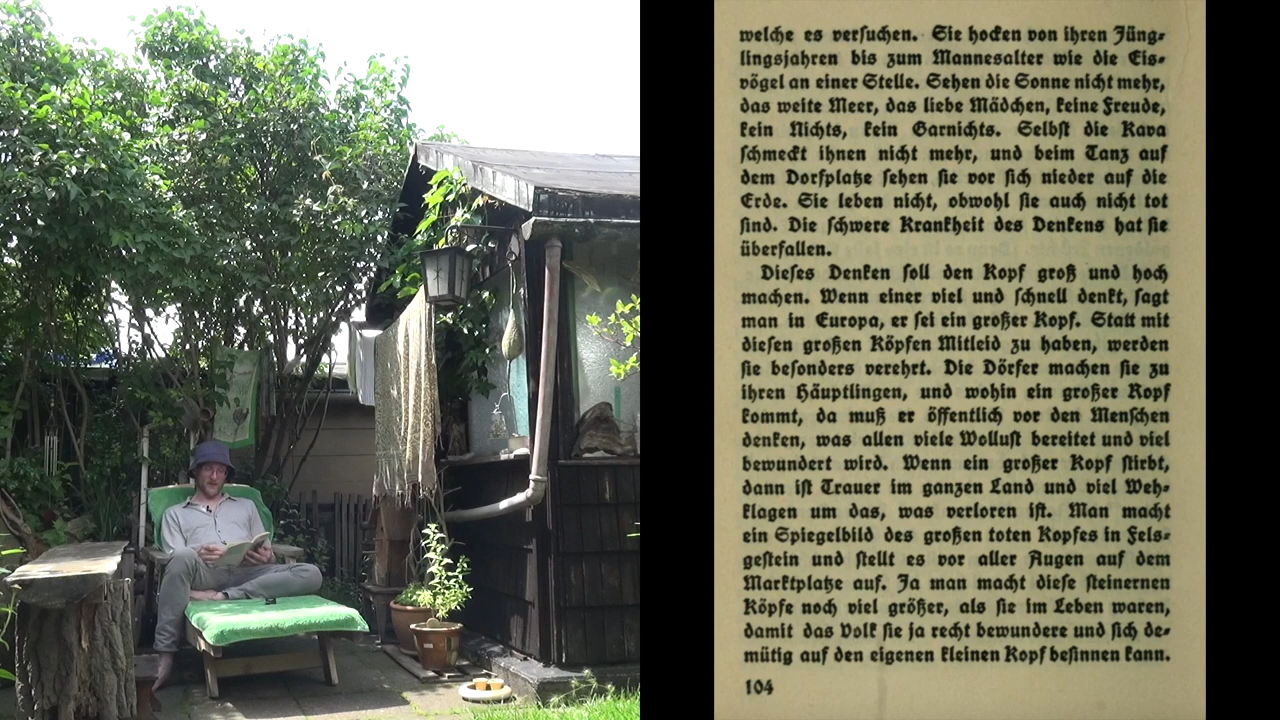 welche es versuchen. Sie hocken von ihren Jüng-
lingsjahren bis zum Mannesalter wie die Eis-
vögel an einer Stelle. Sehen die Sonne nicht mehr,
das weite Meer, das liebe Mädchen, keine Freude,
kein Nichts, kein Garnichts. Selbst die Kava
schmeckt ihnen nicht mehr, und beim Tanz auf
dem Dorfplatze sehen sie vor sich nieder auf die
Erde. Sie leben nicht, obwohl sie auch nicht tot
sind. Die schwere Krankheit des Denkens hat sie
überfallen.
Dieses Denken soll den Kopf groß und hoch
machen. Wenn einer viel und schnell denkt, sagt
man in Europa, er sei ein großer Kopf. Statt mit
diesen großen Köpfen Mitleid zu haben, werden
sie besonders verehrt. Die Dörfer machen sie zu
ihren Häuptlingen, und wohin ein großer Kopf
kommt, da muß er öffentlich vor den Menschen
denken, was allen viele Wollust bereitet und viel
bewundert wird. Wenn ein großer Kopf stirbt,
dann ist Trauer im ganzen Land und viel Weh-
klagen um das, was verloren ist. Man macht
ein Spiegelbild des großen toten Kopfes in Fels-
gestein und stellt es vor aller Augen auf dem
Marktplatze auf. Ja man macht diese steinernen
Köpfe noch viel größer, als sie im Leben waren,
damit das Volk sie ja recht bewundere und sich de-
mütig auf den eigenen kleinen Kopf besinnen kann.
104